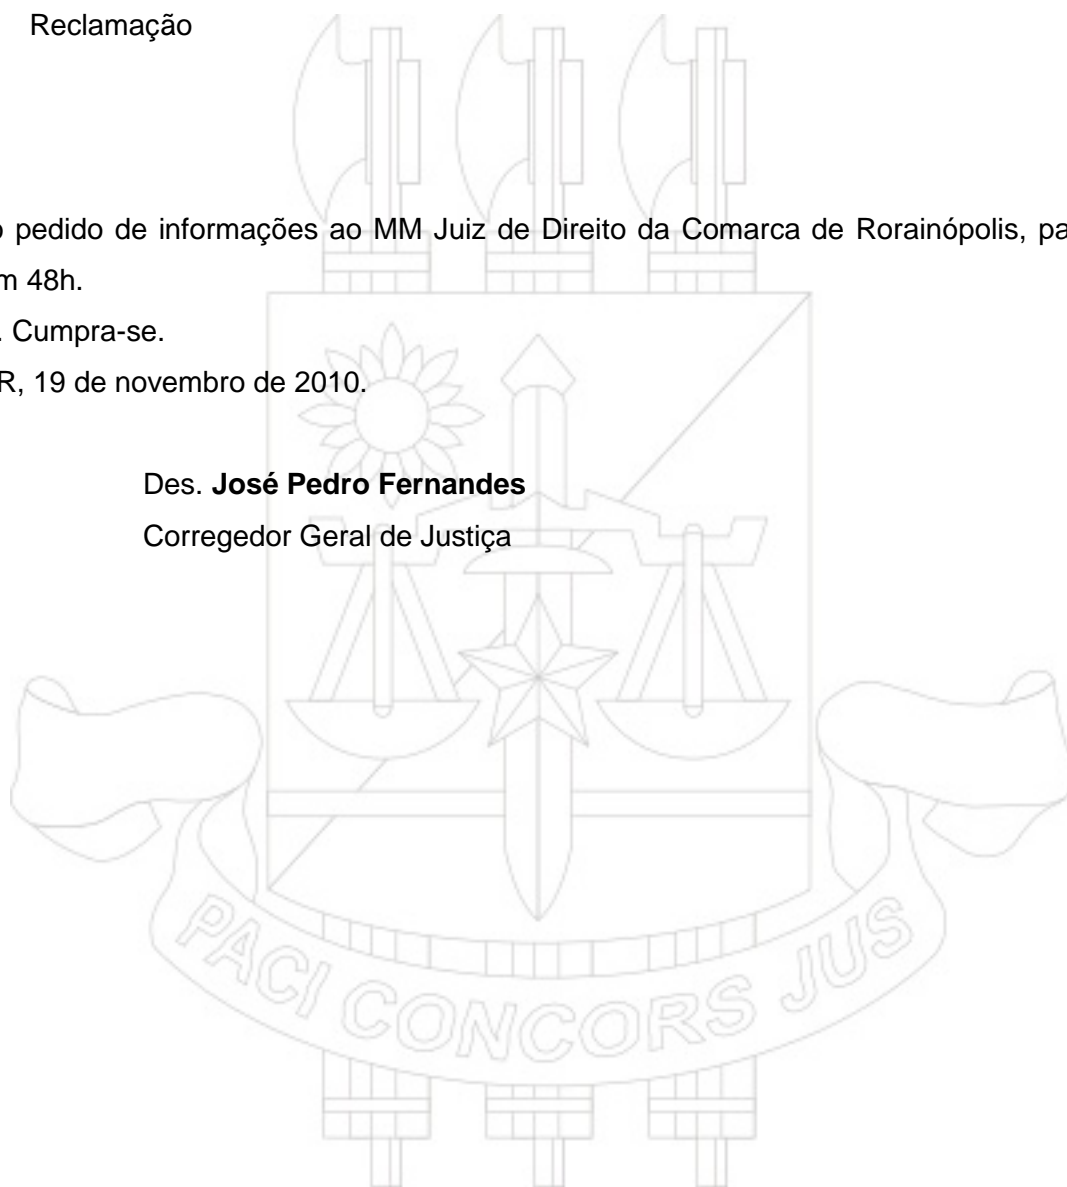 Reclamação
o pedido de informações ao MM Juiz de Direito da Comarca de Rorainópolis, pa
m 48h.
. Cumpra-se.
R, 19 de novembro de 2010.
Des. José Pedro Fernandes
Corregedor Geral de Justiça
PACI CONCORS JUS